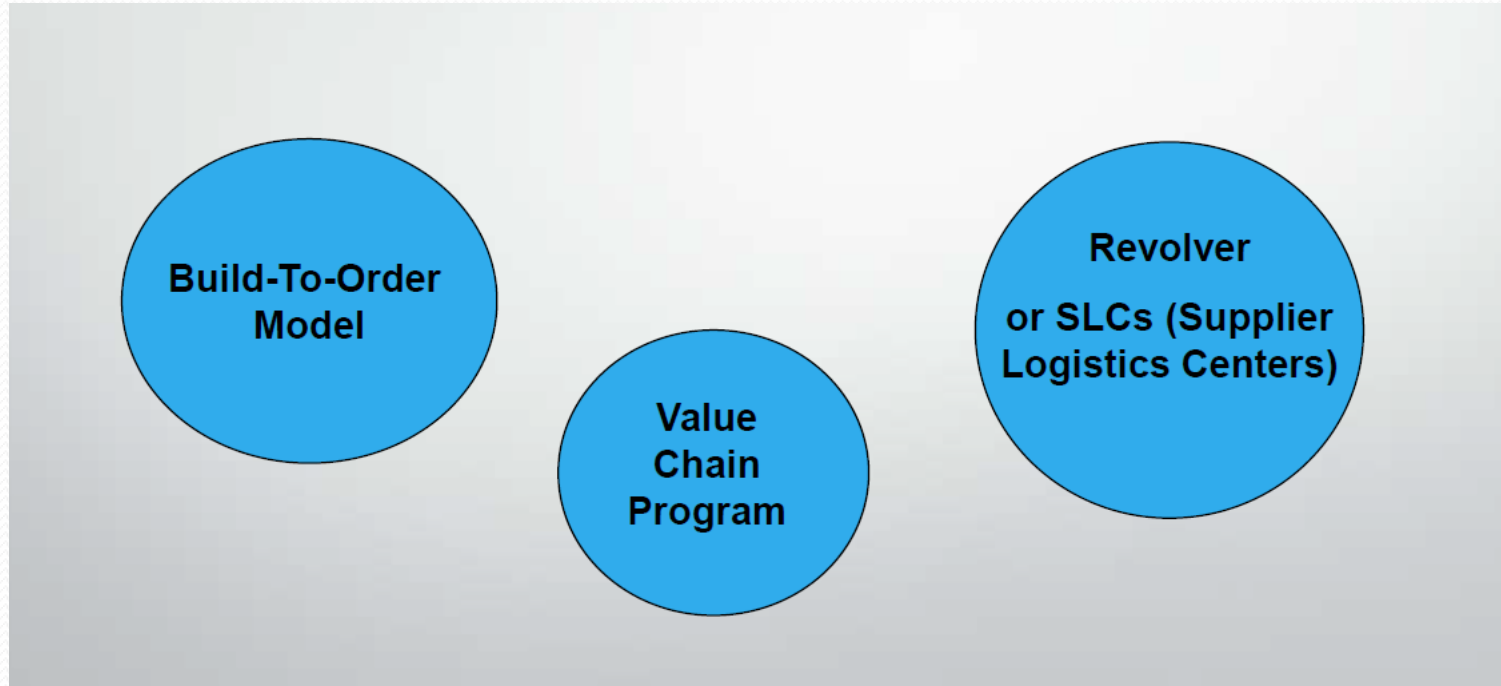 Build-To-Order
Model
Value
Chain
Program
Revolver
or SLCs (Supplier
Logistics Centers)